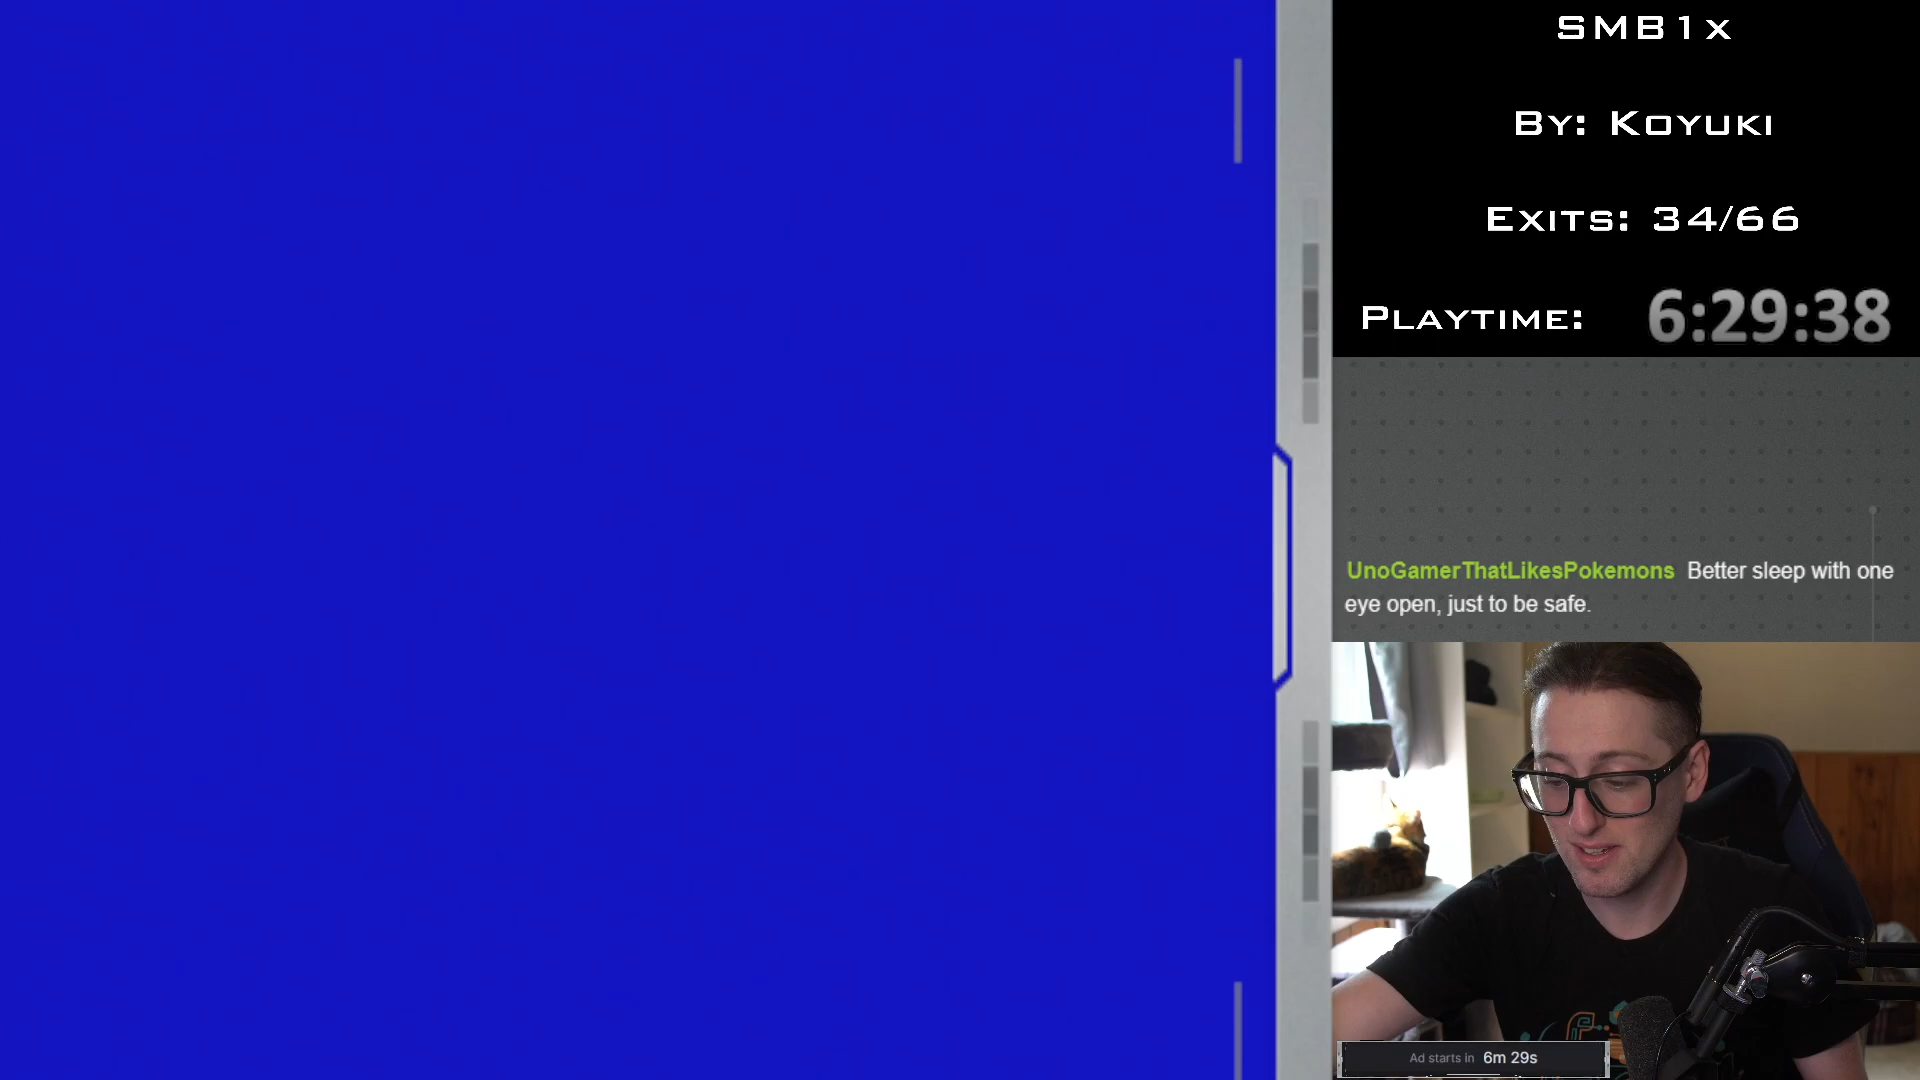 SMB1x
By: Koyuki
Exits: 34/66
Playtime: 6:29:38
UnoGamerThatLikesPokemons Better sleep with one
eye open, just to be safe.
Ad starts in 6m 29s